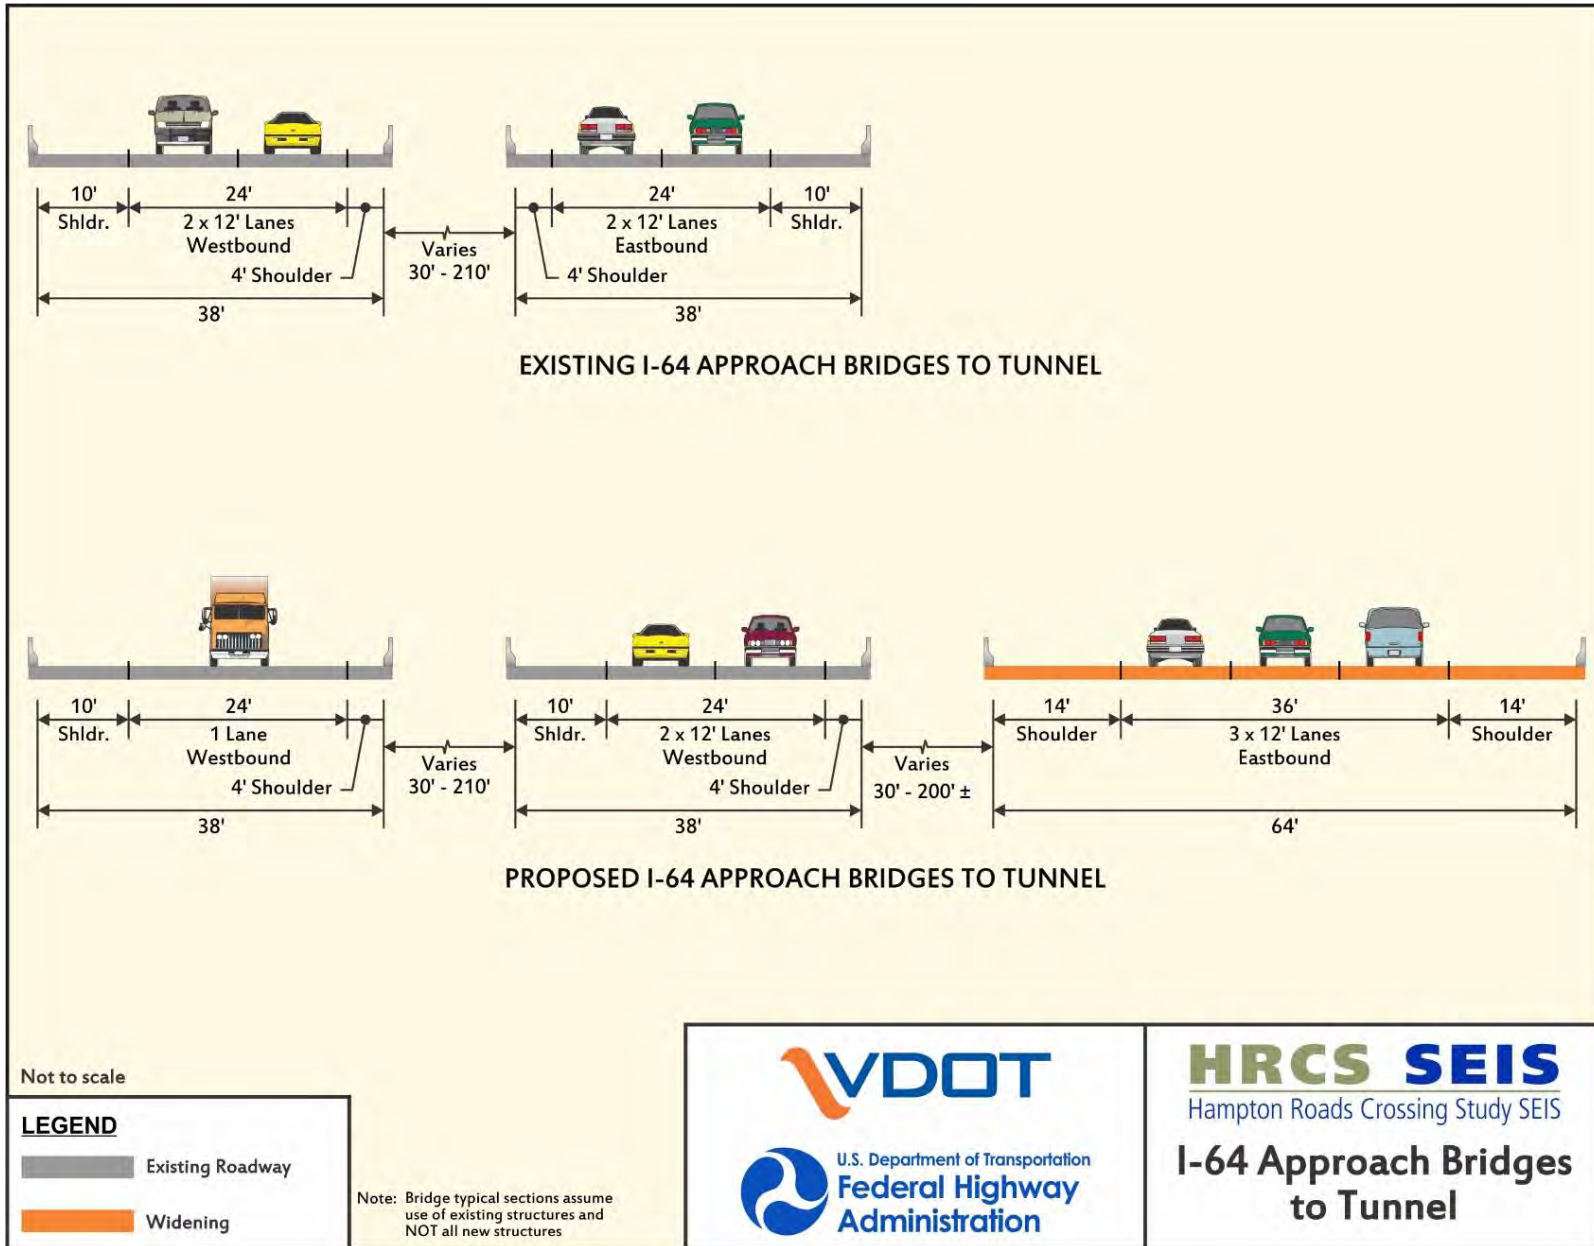 10' 24' 24' 10'
Shldr. 2 x 12' Lanes 2 x 12' Lanes Shldr.
Westbound Varies Eastbound
4' Shoulder 30' - 210' 4' Shoulder
38' 38'
EXISTING I-64 APPROACH BRIDGES TO TUNNEL
10' 24' 10' 24' 14' 36' 14'
Shldr. 1 Lane Shldr. 2 x 12' Lanes Shoulder 3 x 12' Lanes Shoulder
Westbound Varies Westbound Varies Eastbound
4' Shoulder 30' - 210' 4' Shoulder 30' - 200' ±
38' 38' 64'
PROPOSED I-64 APPROACH BRIDGES TO TUNNEL
Not to scale
LEGEND
Existing Roadway
Widening
Note: Bridge typical sections assume
use of existing structures and
NOT all new structures
VDOT
U.S. Department of Transportation
Federal Highway
Administration
HRCS SEIS
Hampton Roads Crossing Study SEIS
I-64 Approach Bridges
to Tunnel